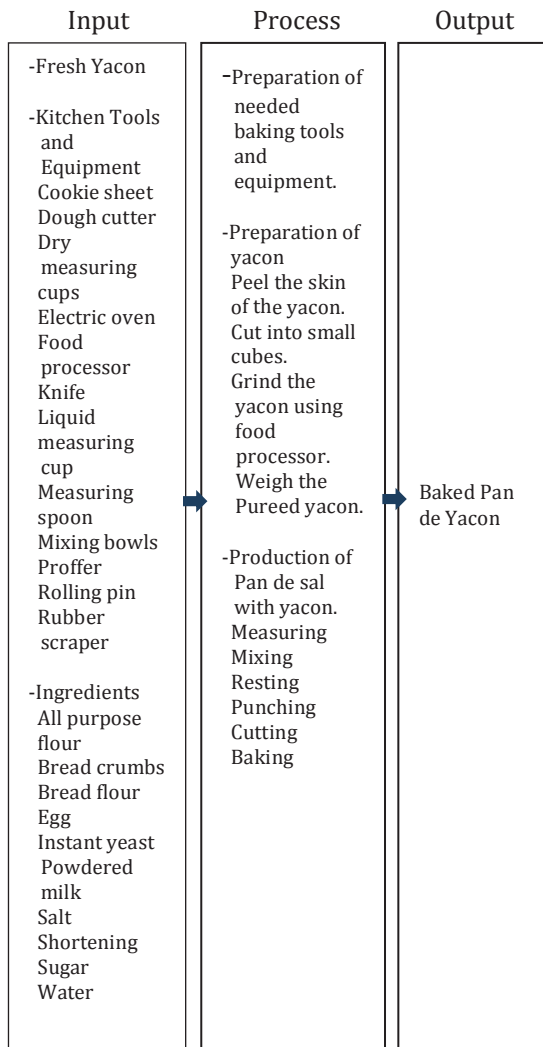 Input
-Fresh Yacon
-Kitchen Tools
and
Equipment
Cookie sheet
Dough cutter
Dry
measuring
cups
Electric oven
Food
processor
Knife
Liquid
measuring
cup
Measuring
spoon
Mixing bowls
Proffer
Rolling pin
Rubber
scraper
-Ingredients
All purpose
flour
Bread crumbs
Bread flour
Egg
Instant yeast
Powdered
milk
Salt
Shortening
Sugar
Water
Process
-Preparation of
needed
baking tools
and
equipment.
-Preparation of
yacon
Peel the skin
of the yacon.
Cut into small
cubes.
Grind the
yacon using
food
processor.
Weigh the
Pureed yacon.
-Production of
Pan de sal
with yacon.
Measuring
Mixing
Resting
Punching
Cutting
Baking
Output
Baked Pan
de Yacon